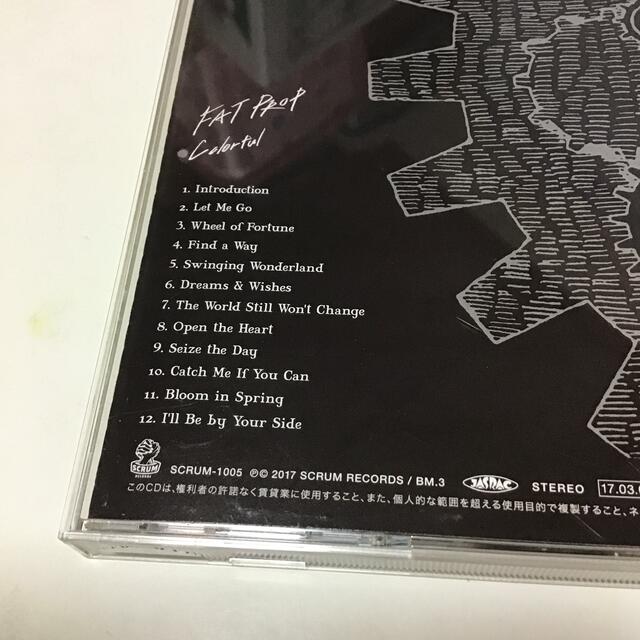 FAT PROP
Colorful
1. Introduction
2. Let Me Go
3. Wheel of Fortune
4. Find a Way
5. Swinging Wonderland
6. Dreams & Wishes
7. The World Still Won't Change
8. Open the Heart
9. Seize the Day
10. Catch Me If You Can
11. Bloom in Spring
12. I'll Be by Your Side
SCRUM
RECORDS
SCRUM-1005 ℗© 2017 SCRUM RECORDS / BM.3 JASRAC STEREO 17.03.
このCDは、権利者の許諾なく賃貸業に使用すること、また、個人的な範囲を超える使用目的で複製すること、ネ